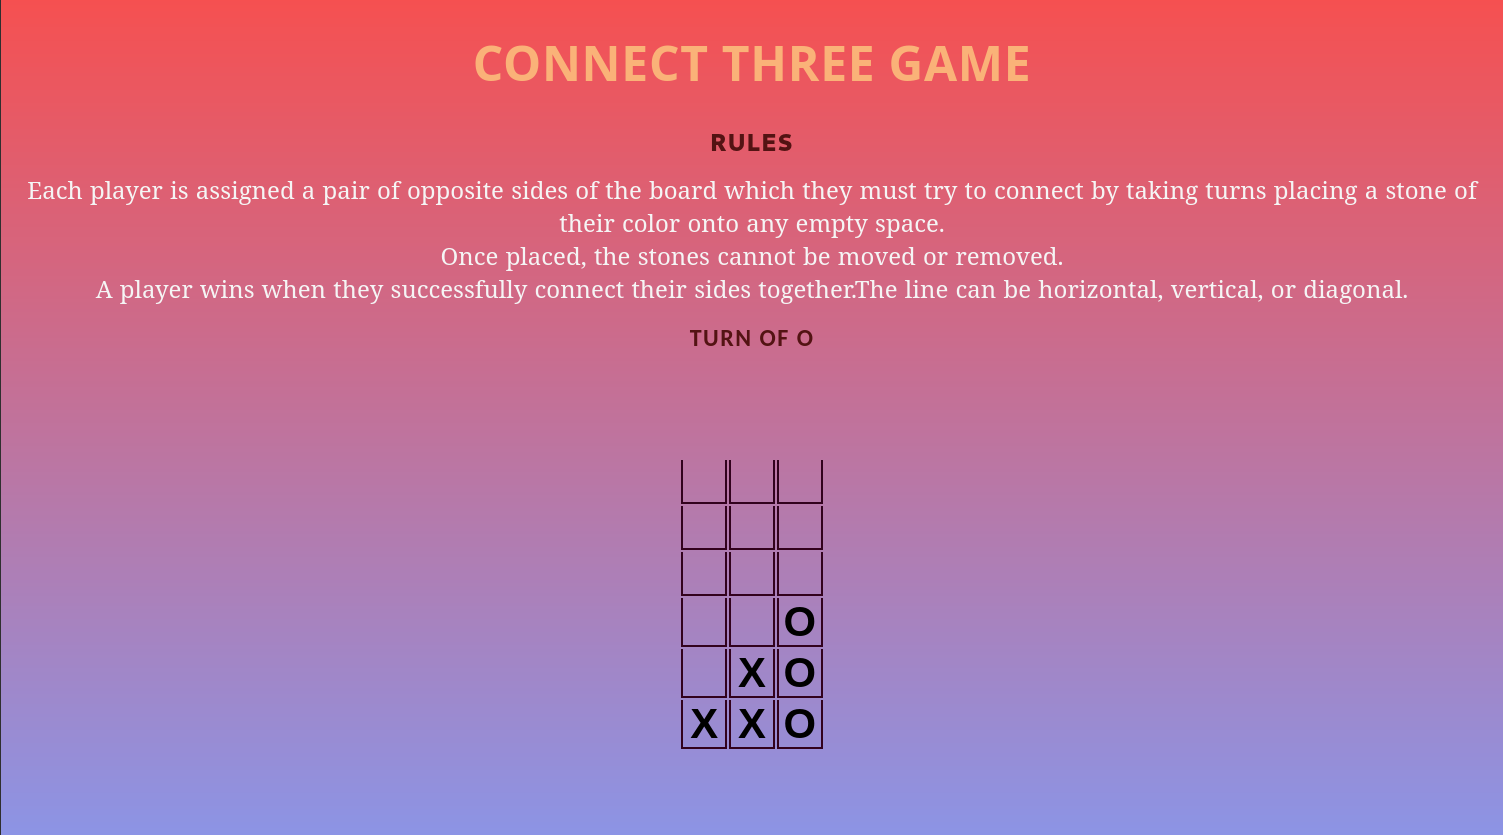 CONNECT THREE GAME
RULES
Each player is assigned a pair of opposite sides of the board which they must try to connect by taking turns placing a stone of
their color onto any empty space.
Once placed, the stones cannot be moved or removed.
A player wins when they successfully connect their sides together.The line can be horizontal, vertical, or diagonal.
TURN OF O
O
X O
X X O